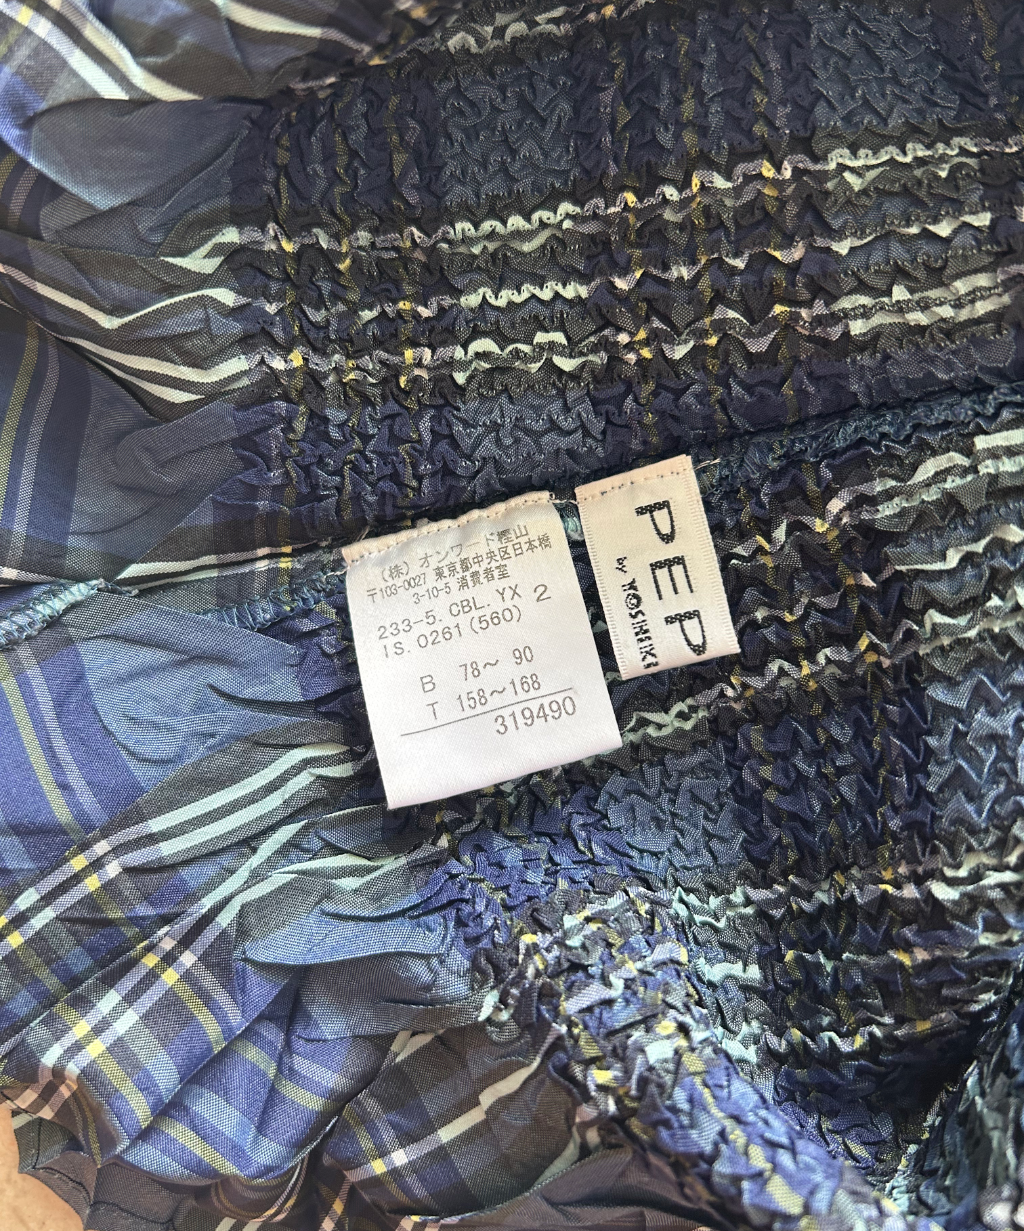 (株)オンワード樫山
〒103-0027 東京都中央区日本橋
3-10-5 消費者室
233-5. CBL. YX 2
IS. 0261 (560)
B 78～ 90
T 158～168
319490
PEP
by YOSHIKI